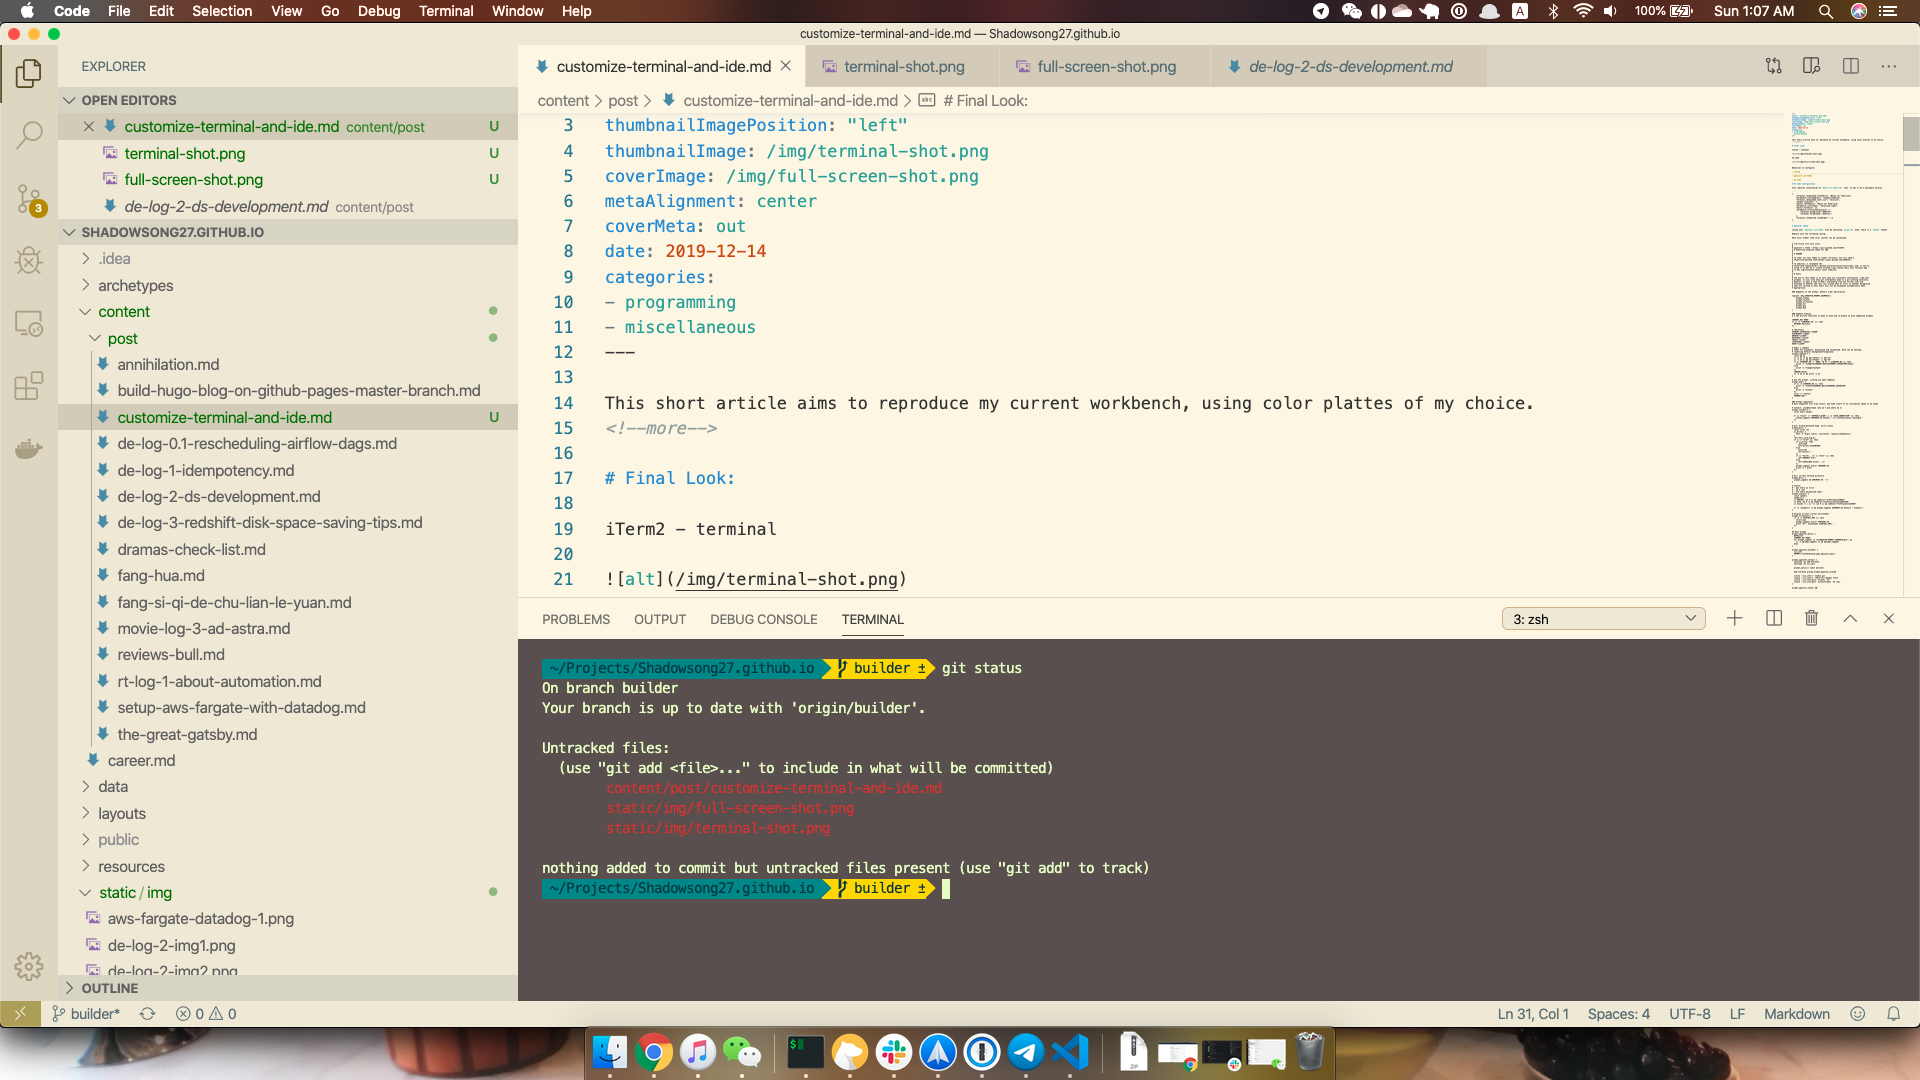 Code File Edit Selection View Go Debug Terminal Window Help
A 100% Sun 1:07 AM
customize-terminal-and-ide.md — Shadowsong27.github.io
EXPLORER
OPEN EDITORS
customize-terminal-and-ide.md content/post U
terminal-shot.png U
full-screen-shot.png U
de-log-2-ds-development.md content/post
SHADOWSONG27.GITHUB.IO
.idea
archetypes
content
post
annihilation.md
build-hugo-blog-on-github-pages-master-branch.md
customize-terminal-and-ide.md U
de-log-0.1-rescheduling-airflow-dags.md
de-log-1-idempotency.md
de-log-2-ds-development.md
de-log-3-redshift-disk-space-saving-tips.md
dramas-check-list.md
fang-hua.md
fang-si-qi-de-chu-lian-le-yuan.md
movie-log-3-ad-astra.md
reviews-bull.md
rt-log-1-about-automation.md
setup-aws-fargate-with-datadog.md
the-great-gatsby.md
career.md
data
layouts
public
resources
static / img
aws-fargate-datadog-1.png
de-log-2-img1.png
de-log-2-img2.png
OUTLINE
3
customize-terminal-and-ide.md terminal-shot.png full-screen-shot.png de-log-2-ds-development.md
content > post > customize-terminal-and-ide.md > abc # Final Look:
3 thumbnailImagePosition: "left"
4 thumbnailImage: /img/terminal-shot.png
5 coverImage: /img/full-screen-shot.png
6 metaAlignment: center
7 coverMeta: out
8 date: 2019-12-14
9 categories:
10 - programming
11 - miscellaneous
12 ---
13
14 This short article aims to reproduce my current workbench, using color plattes of my choice.
15 <!--more-->
16
17 # Final Look:
18
19 iTerm2 - terminal
20
21 ![alt](/img/terminal-shot.png)
PROBLEMS OUTPUT DEBUG CONSOLE TERMINAL 3: zsh
~/Projects/Shadowsong27.github.io builder ± git status
On branch builder
Your branch is up to date with 'origin/builder'.
Untracked files:
(use "git add <file>..." to include in what will be committed)
content/post/customize-terminal-and-ide.md
static/img/full-screen-shot.png
static/img/terminal-shot.png
nothing added to commit but untracked files present (use "git add" to track)
~/Projects/Shadowsong27.github.io builder ±
builder* 0 0 Ln 31, Col 1 Spaces: 4 UTF-8 LF Markdown
ZIP